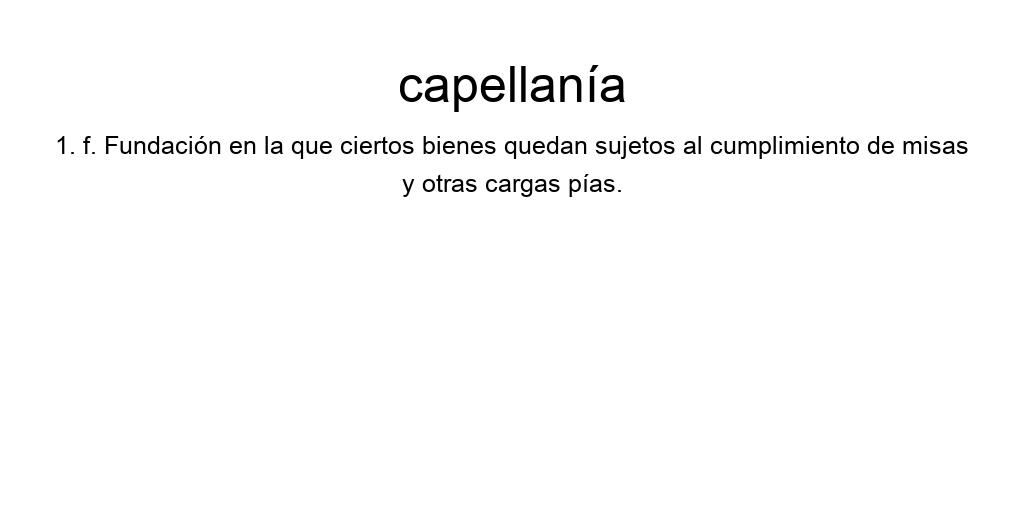 capellanía
1. f. Fundación en la que ciertos bienes quedan sujetos al cumplimiento de misas
y otras cargas pías.